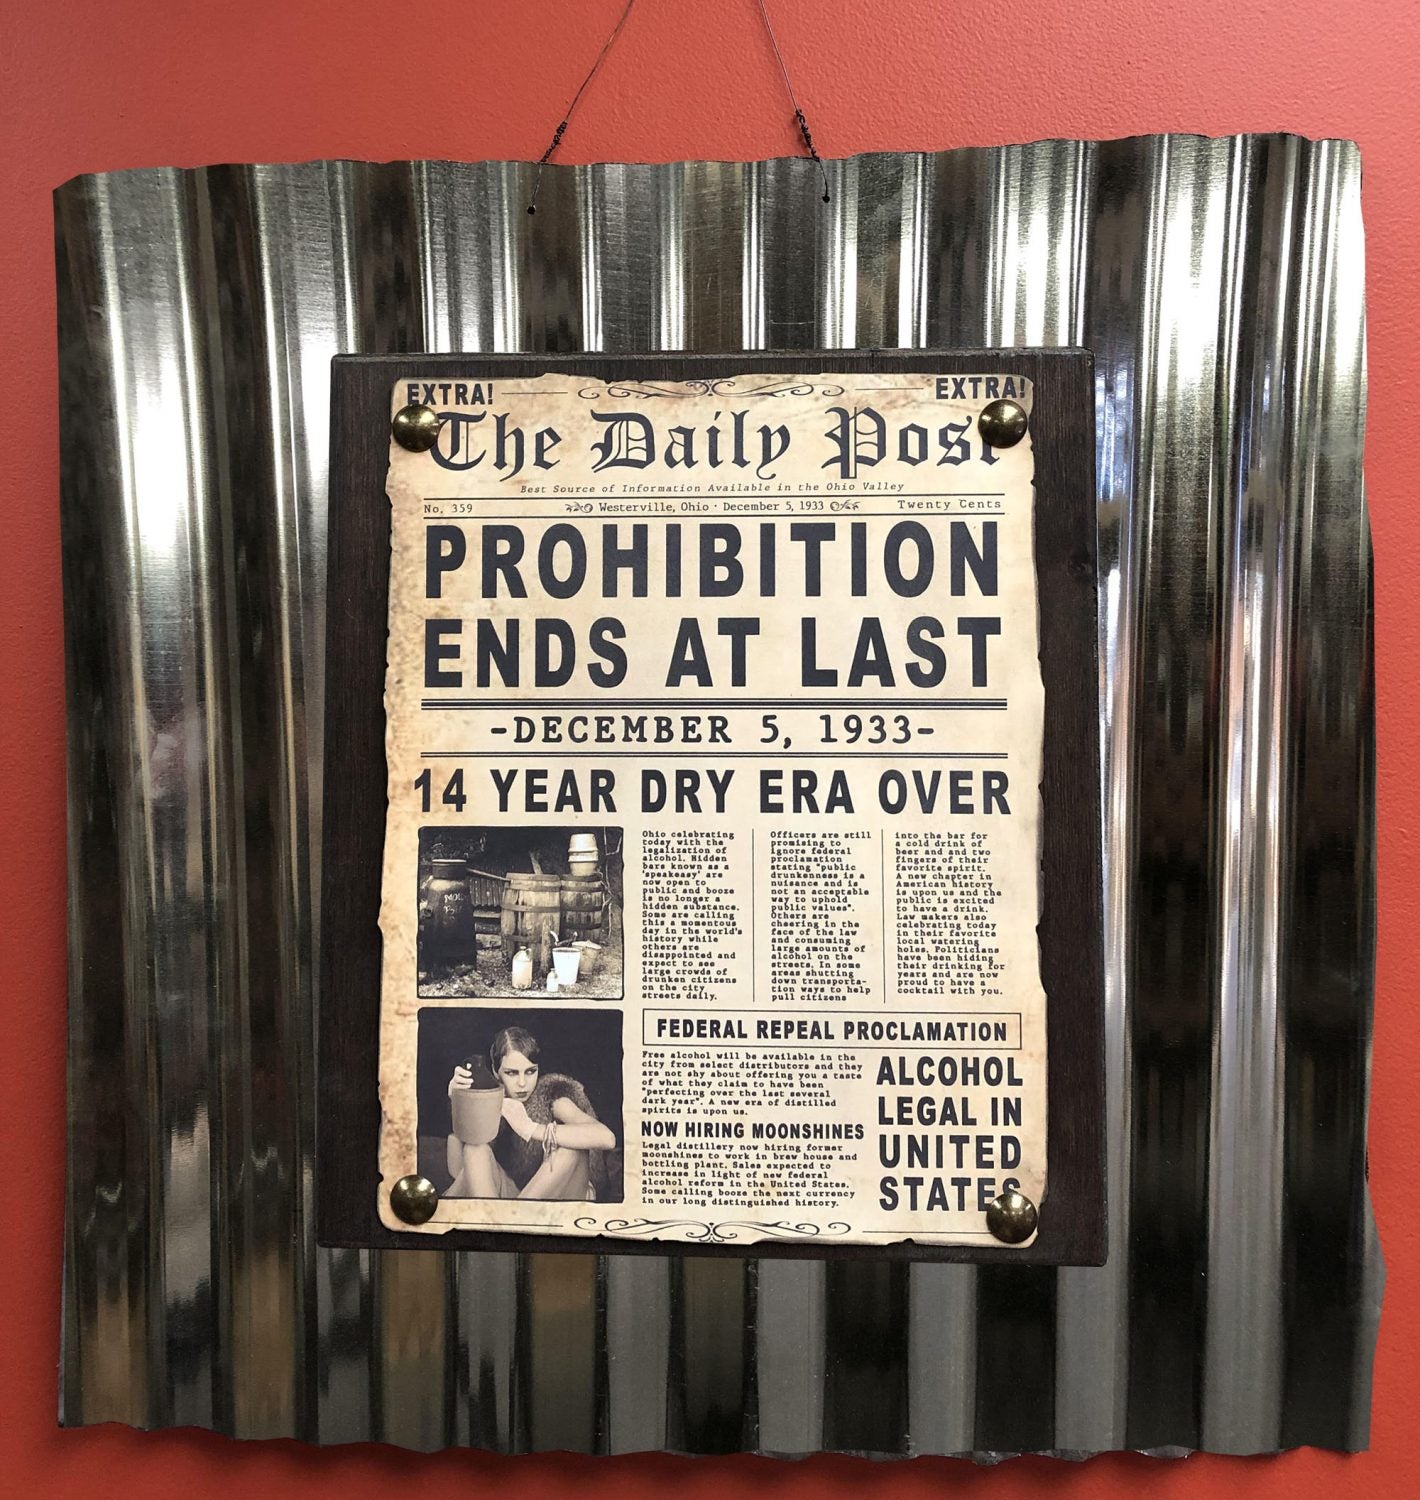 EXTRA! EXTRA!
The Daily Post
Best Source of Information Available in the Ohio Valley
No. 359 Westerville, Ohio · December 5, 1933 Twenty Cents
PROHIBITION
ENDS AT LAST
-DECEMBER 5, 1933-
14 YEAR DRY ERA OVER
Ohio celebrating
today with the
legalization of
alcohol. Hidden
bars known as a
'speakeasy' are
now open to
public and booze
is no longer a
hidden substance.
Some are calling
this a momentous
day in the world's
history while
others are
disappointed and
expect to see
large crowds of
drunken citizens
on the city
streets daily.
Officers are still
promising to
ignore federal
proclamation
stating "public
drunkenness is a
nuisance and is
not an acceptable
way to uphold
public values".
Others are
cheering in the
face of the law
and consuming
large amounts of
alcohol on the
streets. In some
areas shutting
down transporta-
tion ways to help
pull citizens
into the bar for
a cold drink of
beer and and two
fingers of their
favorite spirit.
A new chapter in
American history
is upon us and the
public is excited
to have a drink.
Law makers also
celebrating today
in their favorite
local watering
holes. Politicians
have been hiding
their drinking for
years and are now
proud to have a
cocktail with you.
FEDERAL REPEAL PROCLAMATION
Free alcohol will be available in the
city from select distributors and they
are not shy about offering you a taste
of what they claim to have been
"perfecting over the last several
dark year". A new era of distilled
spirits is upon us.
NOW HIRING MOONSHINES
Legal distillery now hiring former
moonshines to work in brew house and
bottling plant. Sales expected to
increase in light of new federal
alcohol reform in the United States.
Some calling booze the next currency
in our long distinguished history.
ALCOHOL
LEGAL IN
UNITED
STATES